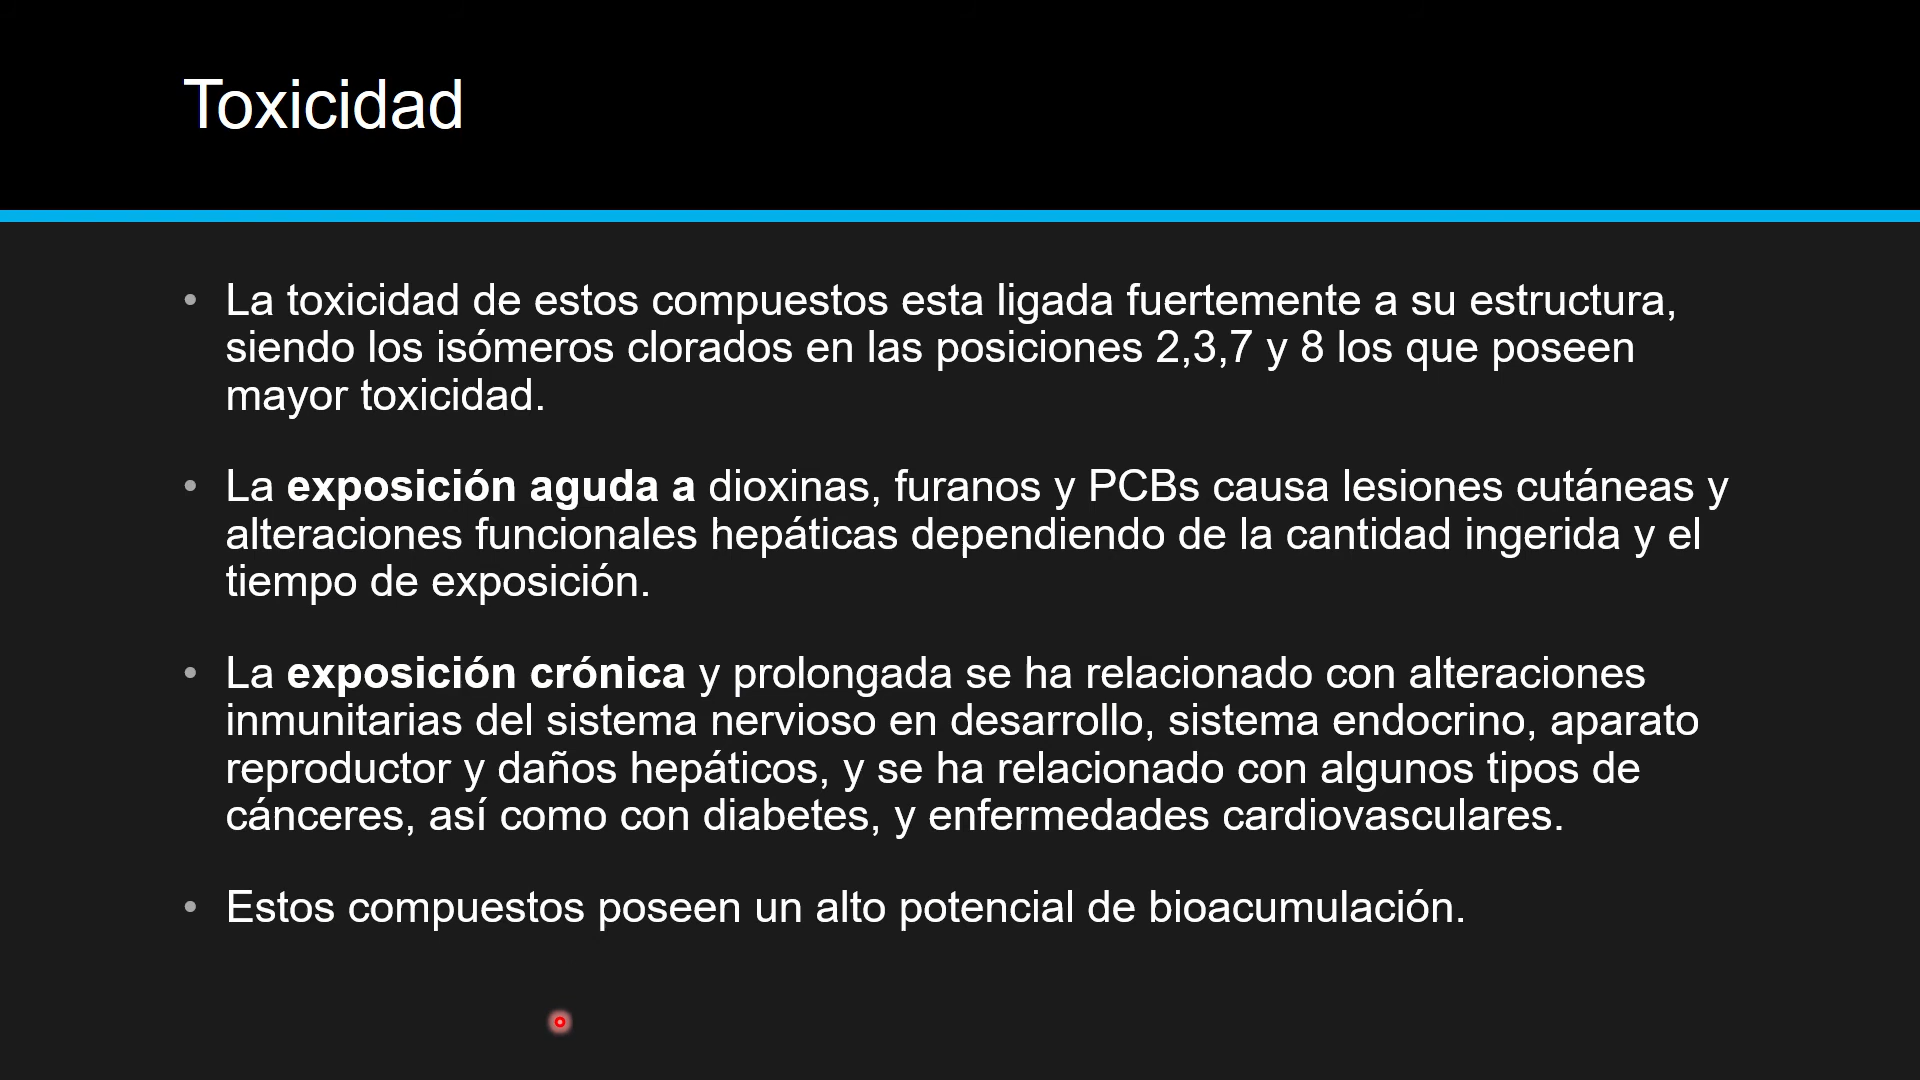 Toxicidad
• La toxicidad de estos compuestos esta ligada fuertemente a su estructura,
siendo los isómeros clorados en las posiciones 2,3,7 y 8 los que poseen
mayor toxicidad.
• La exposición aguda a dioxinas, furanos y PCBs causa lesiones cutáneas y
alteraciones funcionales hepáticas dependiendo de la cantidad ingerida y el
tiempo de exposición.
• La exposición crónica y prolongada se ha relacionado con alteraciones
inmunitarias del sistema nervioso en desarrollo, sistema endocrino, aparato
reproductor y daños hepáticos, y se ha relacionado con algunos tipos de
cánceres, así como con diabetes, y enfermedades cardiovasculares.
• Estos compuestos poseen un alto potencial de bioacumulación.